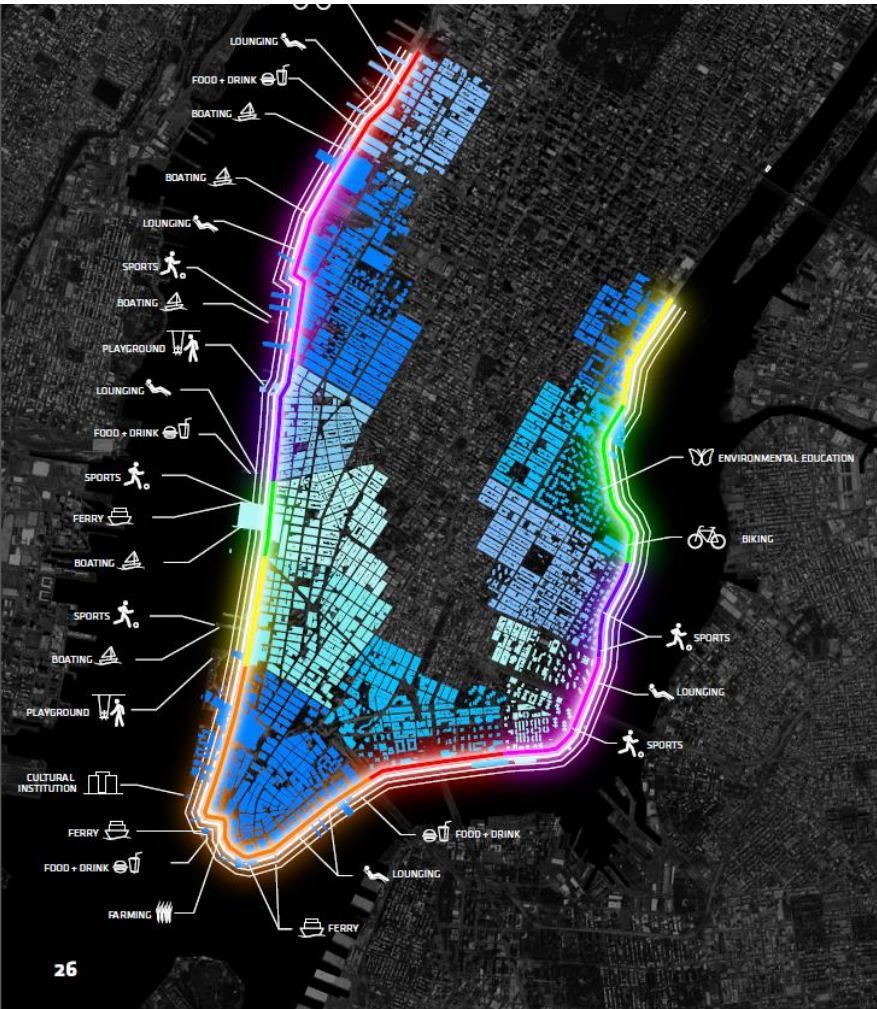 LOUNGING
FOOD + DRINK
BOATING
BOATING
LOUNGING
SPORTS
BOATING
PLAYGROUND
LOUNGING
FOOD + DRINK
SPORTS
FERRY
BOATING
SPORTS
BOATING
PLAYGROUND
CULTURAL
INSTITUTION
FERRY
FOOD + DRINK
FARMING
ENVIRONMENTAL EDUCATION
BIKING
SPORTS
LOUNGING
SPORTS
FOOD + DRINK
LOUNGING
FERRY
26